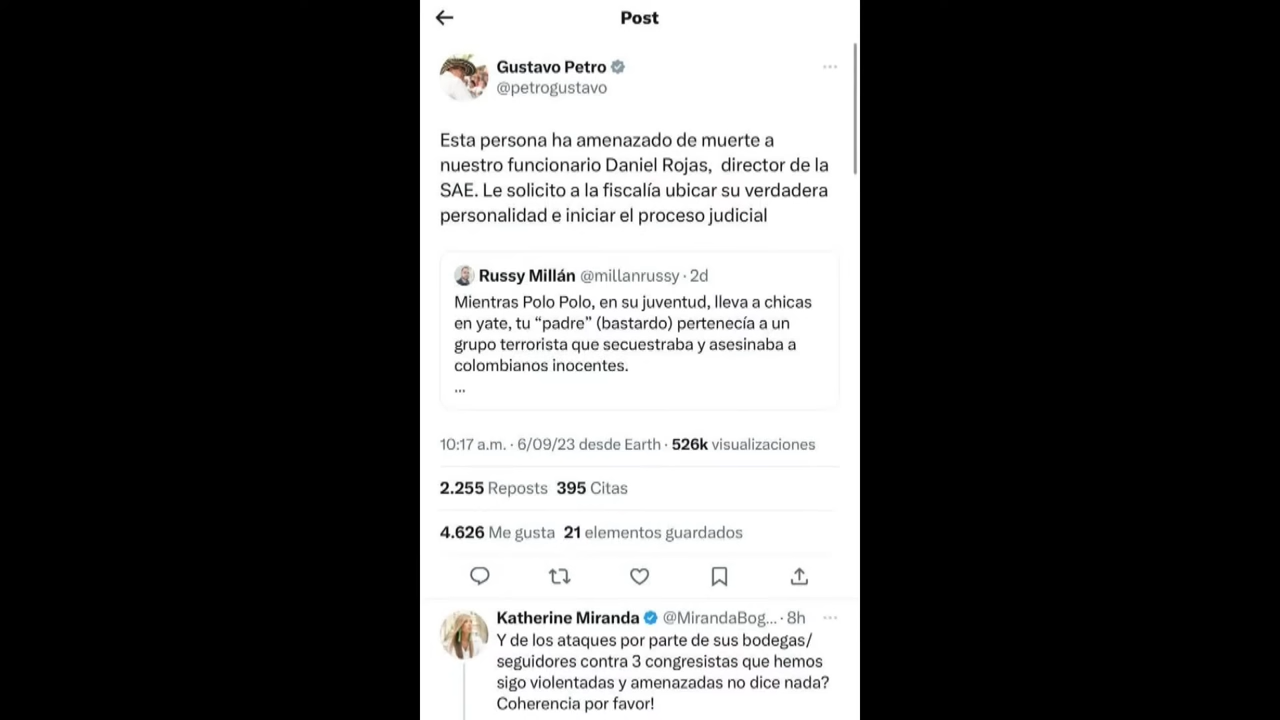 Post
Gustavo Petro
@petrogustavo
Esta persona ha amenazado de muerte a
nuestro funcionario Daniel Rojas, director de la
SAE. Le solicito a la fiscalía ubicar su verdadera
personalidad e iniciar el proceso judicial
Russy Millán @millanrussy · 2d
Mientras Polo Polo, en su juventud, lleva a chicas
en yate, tu “padre” (bastardo) pertenecía a un
grupo terrorista que secuestraba y asesinaba a
colombianos inocentes.
...
10:17 a.m. · 6/09/23 desde Earth · 526k visualizaciones
2.255 Reposts 395 Citas
4.626 Me gusta 21 elementos guardados
Katherine Miranda @MirandaBog... · 8h
Y de los ataques por parte de sus bodegas/
seguidores contra 3 congresistas que hemos
sigo violentadas y amenazadas no dice nada?
Coherencia por favor!